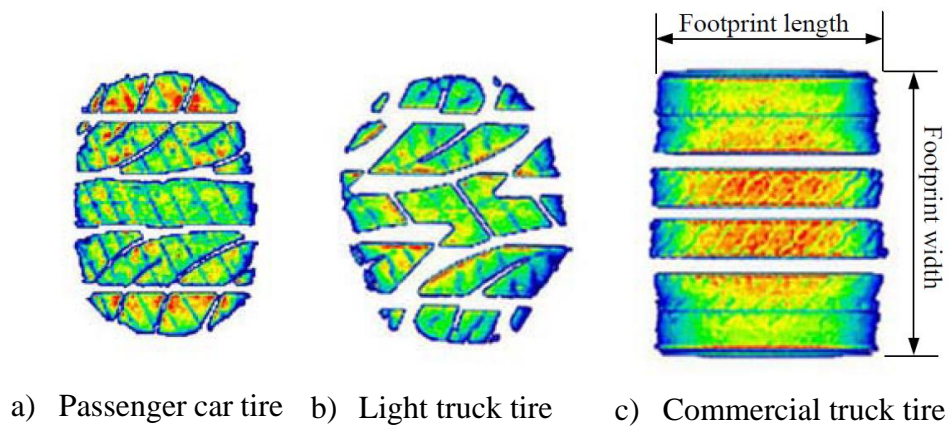 Footprint length
Footprint width
a) Passenger car tire b) Light truck tire c) Commercial truck tire